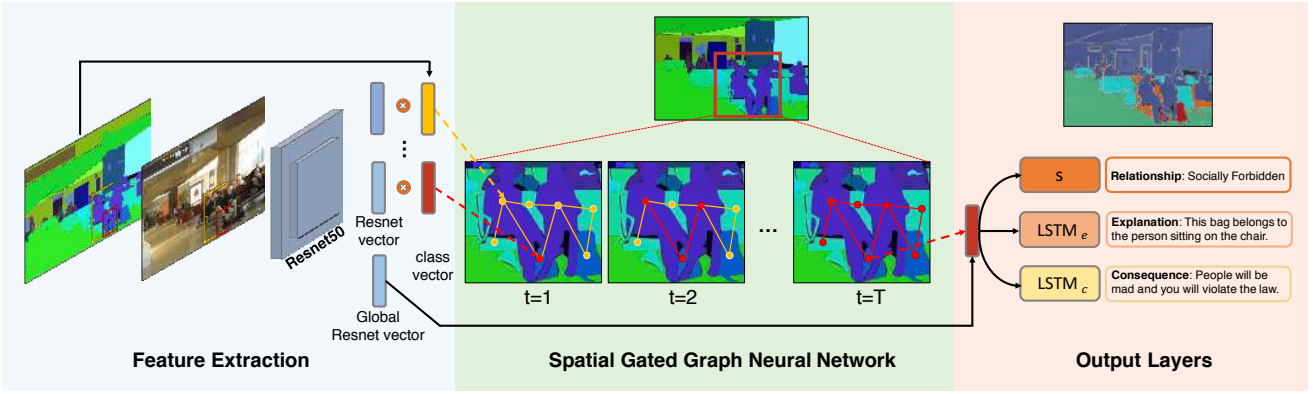 Resnet50
Resnet
vector
class
vector
Global
Resnet vector
Feature Extraction
t=1
t=2
...
t=T
Spatial Gated Graph Neural Network
S
Relationship: Socially Forbidden
LSTM e
Explanation: This bag belongs to
the person sitting on the chair.
LSTM c
Consequence: People will be
mad and you will violate the law.
Output Layers